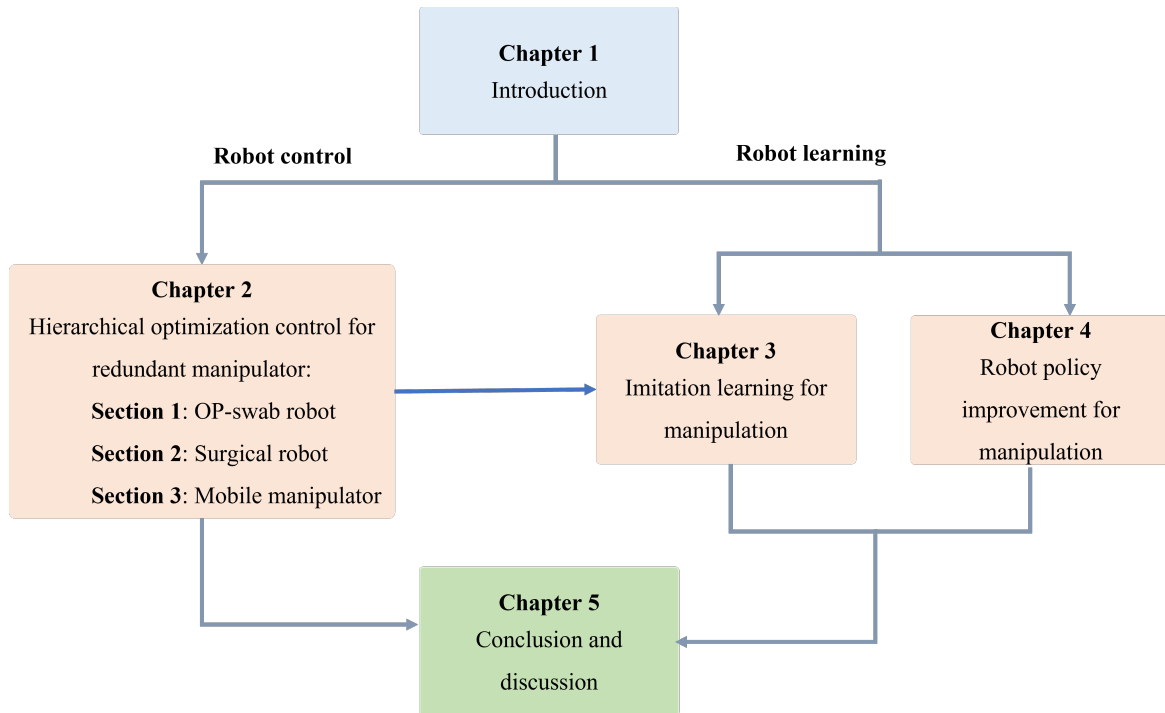 Chapter 1
Introduction
Robot control
Robot learning
Chapter 2
Hierarchical optimization control for
redundant manipulator:
Section 1: OP-swab robot
Section 2: Surgical robot
Section 3: Mobile manipulator
Chapter 3
Imitation learning for
manipulation
Chapter 4
Robot policy
improvement for
manipulation
Chapter 5
Conclusion and
discussion